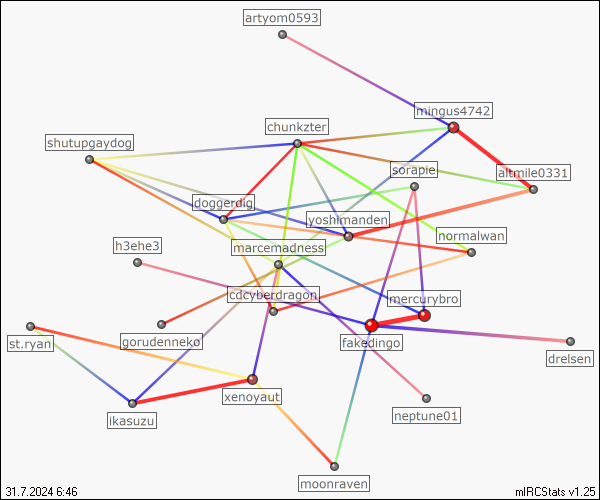 artyom0593
mingus4742
chunkzter
shutupgaydog
sorapie
altmile0331
doggerdig
yoshimanden
normalwan
h3ehe3
marcemadness
cdcyberdragon
mercurybro
st.ryan
gorudenneko
fakedingo
drelsen
xenoyaut
ikasuzu
neptune01
moonraven
31.7.2024 6:46
mIRCStats v1.25